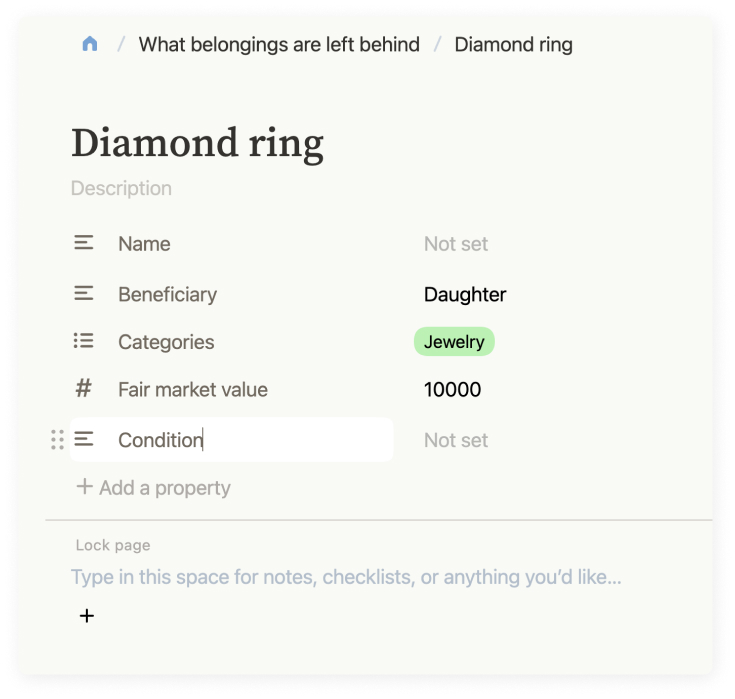 / What belongings are left behind / Diamond ring
Diamond ring
Description
Name Not set
Beneficiary Daughter
Categories Jewelry
# Fair market value 10000
Condition Not set
+ Add a property
Lock page
Type in this space for notes, checklists, or anything you’d like...
+